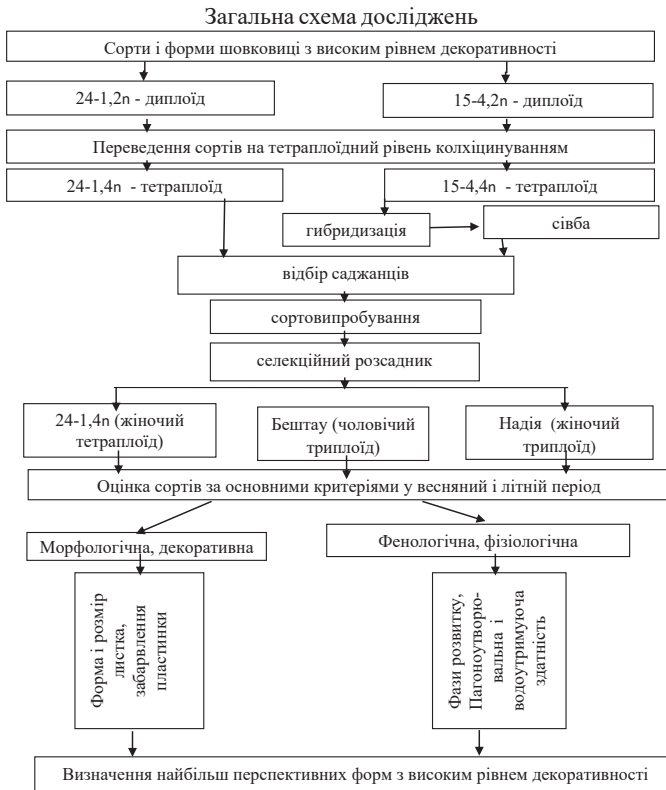 Загальна схема досліджень
Сорти і форми шовковиці з високим рівнем декоративності
24-1,2n - диплоїд
15-4,2n - диплоїд
Переведення сортів на тетраплоїдний рівень колхіцинуванням
24-1,4n - тетраплоїд
15-4,4n - тетраплоїд
гибридизація
сівба
відбір саджанців
сортовипробування
селекційний розсадник
24-1,4n (жіночий
тетраплоїд)
Бештау (чоловічий
триплоїд)
Надія (жіночий
триплоїд)
Оцінка сортів за основними критеріями у весняний і літній період
Морфологічна, декоративна
Фенологічна, фізіологічна
Форма і розмір
листка,
забарвлення
пластинки
Фази розвитку,
Пагоноутворю-
вальна і
водоутримуюча
здатність
Визначення найбільш перспективних форм з високим рівнем декоративності